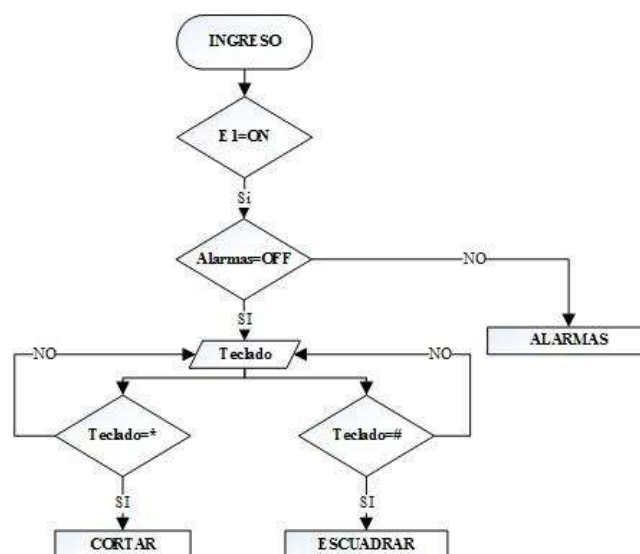 INGRESO
E1=ON
Si
Alarmas=OFF
NO
SI
ALARMAS
Teclado
NO
NO
Teclado=*
Teclado=#
SI
SI
CORTAR
ESCUADRAR